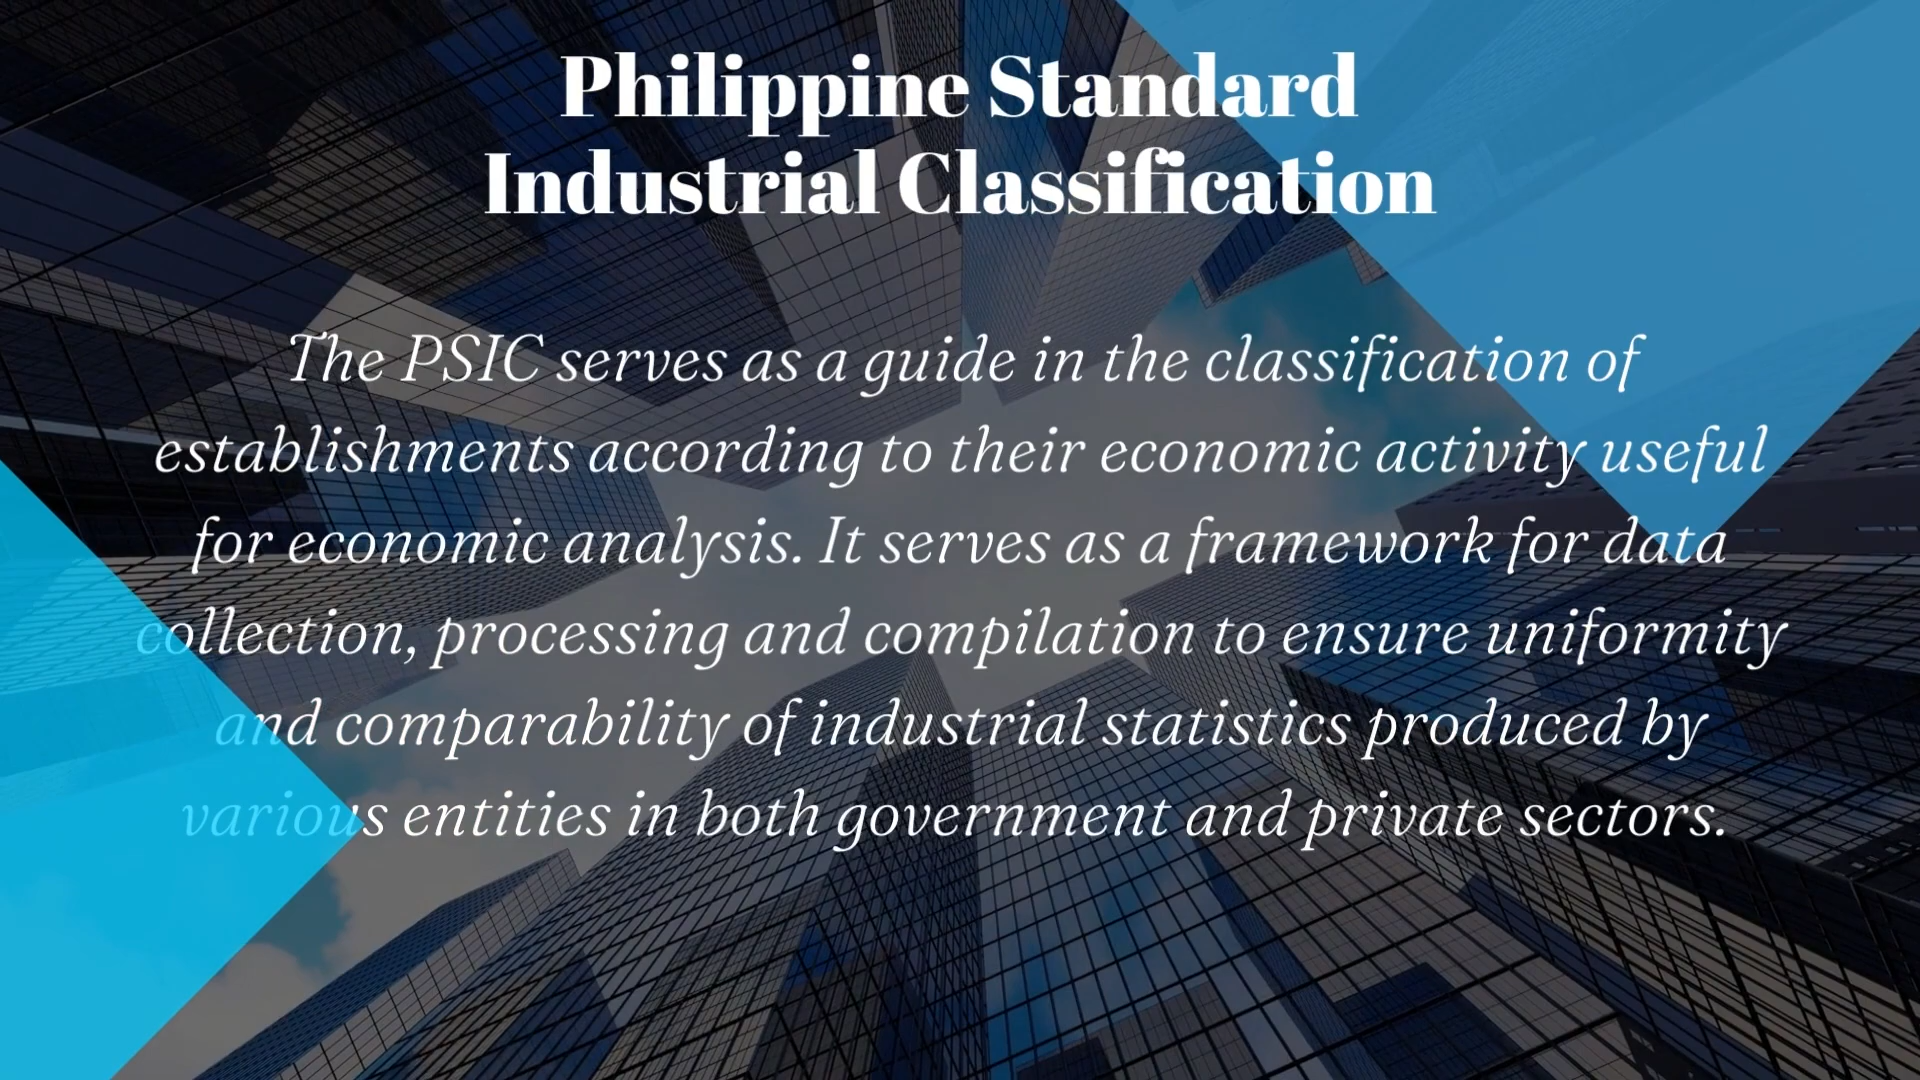 Philippine Standard
Industrial Classification
The PSIC serves as a guide in the classification of
establishments according to their economic activity useful
for economic analysis. It serves as a framework for data
collection, processing and compilation to ensure uniformity
and comparability of industrial statistics produced by
various entities in both government and private sectors.